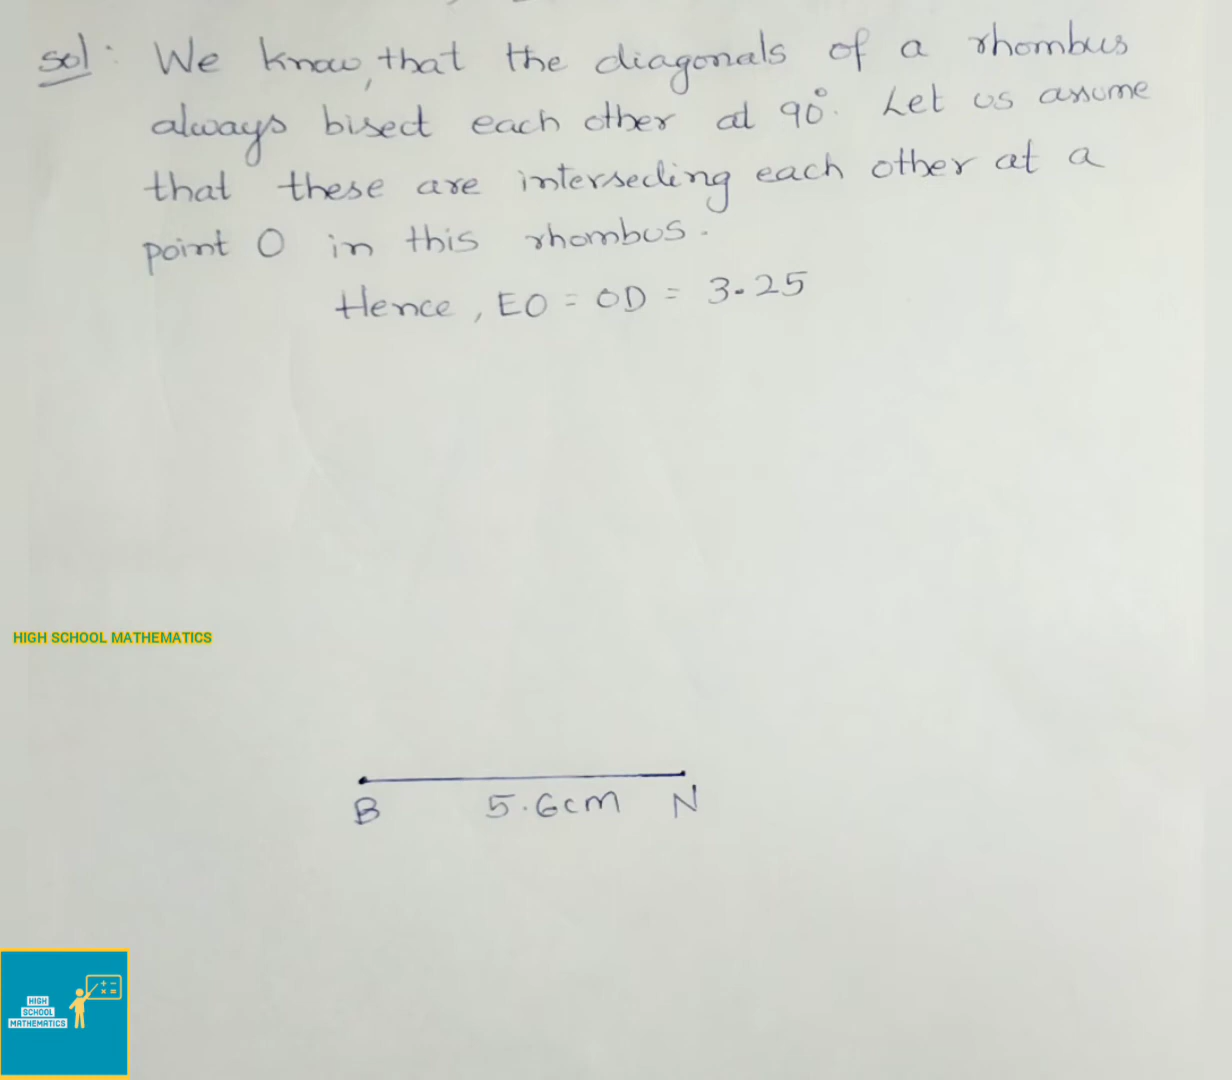 sol: We know, that the diagonals of a rhombus
always bisect each other at 90°. Let us assume
that these are intersecting each other at a
point O in this rhombus.
Hence, EO = OD = 3.25
HIGH SCHOOL MATHEMATICS
B 5.6cm N
HIGH
SCHOOL
MATHEMATICS
+ -
× =